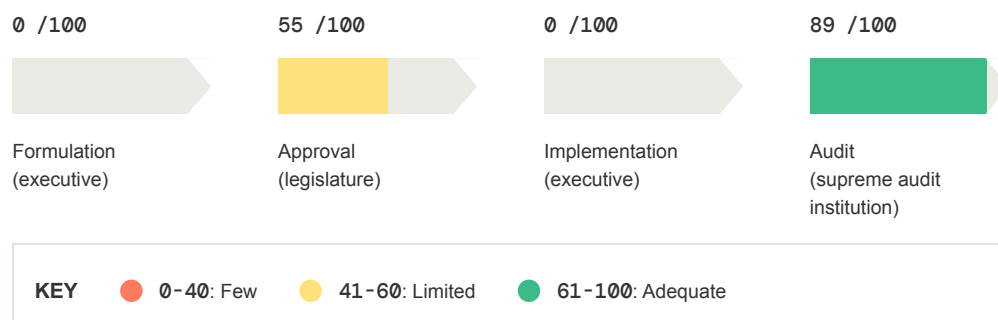 0 /100
55 /100
0 /100
89 /100
Formulation
(executive)
Approval
(legislature)
Implementation
(executive)
Audit
(supreme audit
institution)
KEY
0-40: Few
41-60: Limited
61-100: Adequate